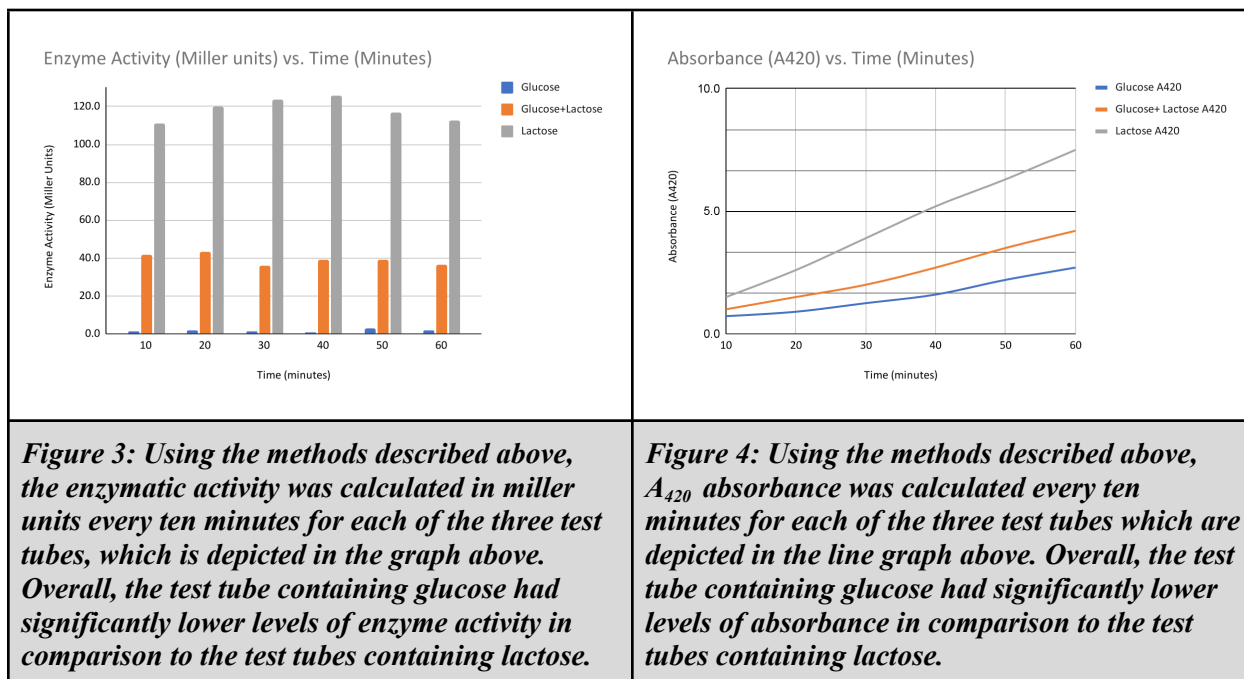 Enzyme Activity (Miller units) vs. Time (Minutes)
Glucose
Glucose+Lactose
Lactose
Enzyme Activity (Miller Units)
120.0
100.0
80.0
60.0
40.0
20.0
0.0
10 20 30 40 50 60
Time (minutes)
Absorbance (A420) vs. Time (Minutes)
Glucose A420
Glucose+ Lactose A420
Lactose A420
Absorbance (A420)
10.0
5.0
0.0
10 20 30 40 50 60
Time (minutes)
Figure 3: Using the methods described above,
the enzymatic activity was calculated in miller
units every ten minutes for each of the three test
tubes, which is depicted in the graph above.
Overall, the test tube containing glucose had
significantly lower levels of enzyme activity in
comparison to the test tubes containing lactose.
Figure 4: Using the methods described above,
A420 absorbance was calculated every ten
minutes for each of the three test tubes which are
depicted in the line graph above. Overall, the test
tube containing glucose had significantly lower
levels of absorbance in comparison to the test
tubes containing lactose.